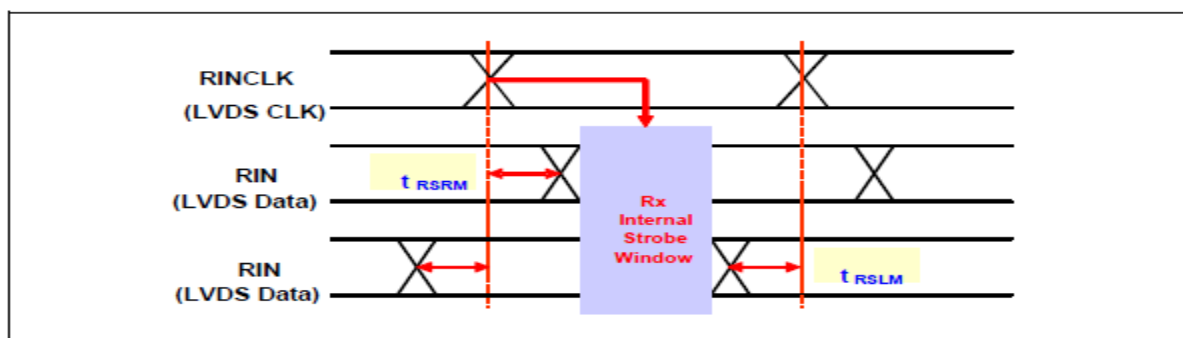 RINCLK
(LVDS CLK)
RIN
(LVDS Data)
t RSRM
Rx
Internal
Strobe
Window
RIN
(LVDS Data)
t RSLM